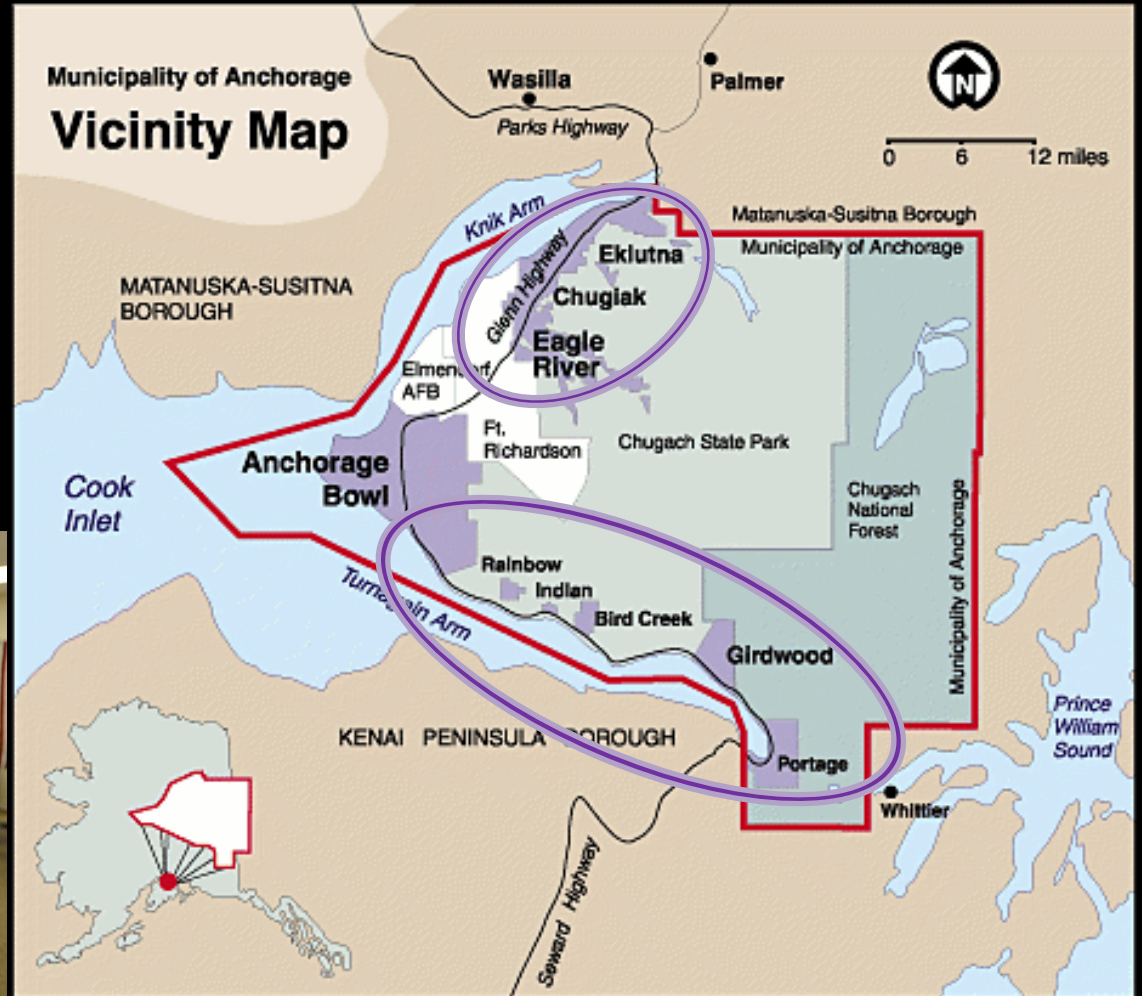 Municipality of Anchorage
Vicinity Map
Wasilla
Palmer
Parks Highway
N
0 6 12 miles
Knik Arm
Matanuska-Susitna Borough
Municipality of Anchorage
MATANUSKA-SUSITNA
BOROUGH
Glenn Highway
Eklutna
Chugiak
Eagle
River
Elmendorf
AFB
Ft.
Richardson
Chugach State Park
Anchorage
Bowl
Cook
Inlet
Chugach
National
Forest
Municipality of Anchorage
Rainbow
Indian
Bird Creek
Turnagain Arm
Girdwood
Prince
William
Sound
KENAI PENINSULA BOROUGH
Portage
Whittier
Seward Highway